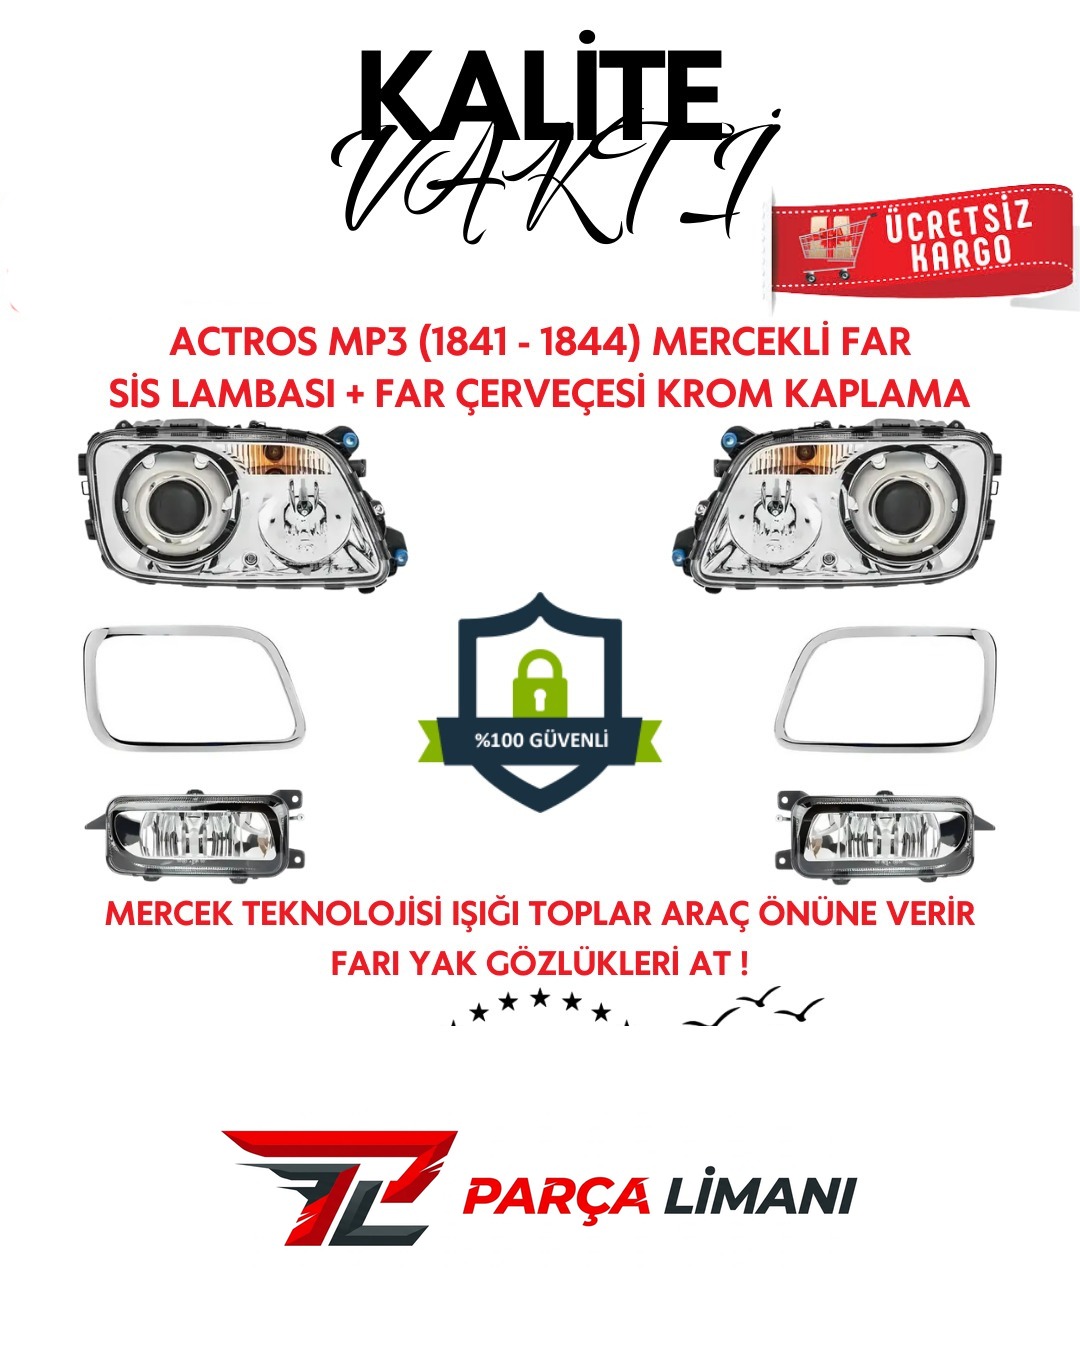 KALİTE
VAKTİ
ÜCRETSİZ
KARGO
ACTROS MP3 (1841 - 1844) MERCEKLİ FAR
SİS LAMBASI + FAR ÇERVEÇESİ KROM KAPLAMA
%100 GÜVENLİ
MERCEK TEKNOLOJİSİ IŞIĞI TOPLAR ARAÇ ÖNÜNE VERİR
FARI YAK GÖZLÜKLERİ AT !
PL PARÇA LİMANI